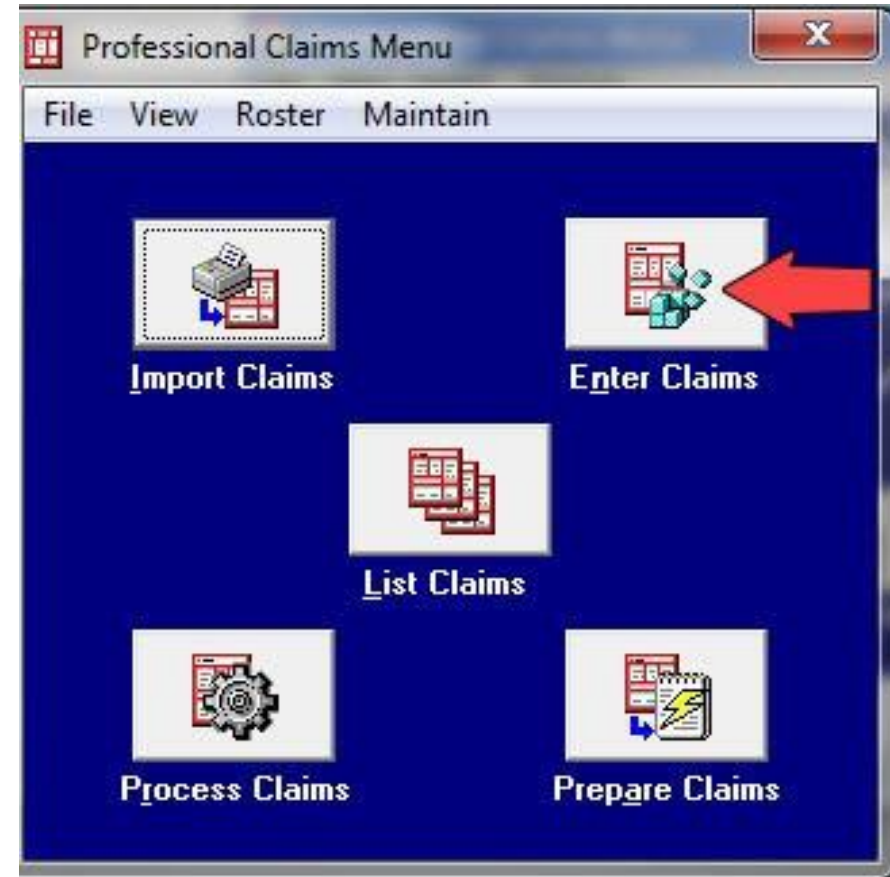 Professional Claims Menu
File View Roster Maintain
Import Claims
Enter Claims
List Claims
Process Claims
Prepare Claims